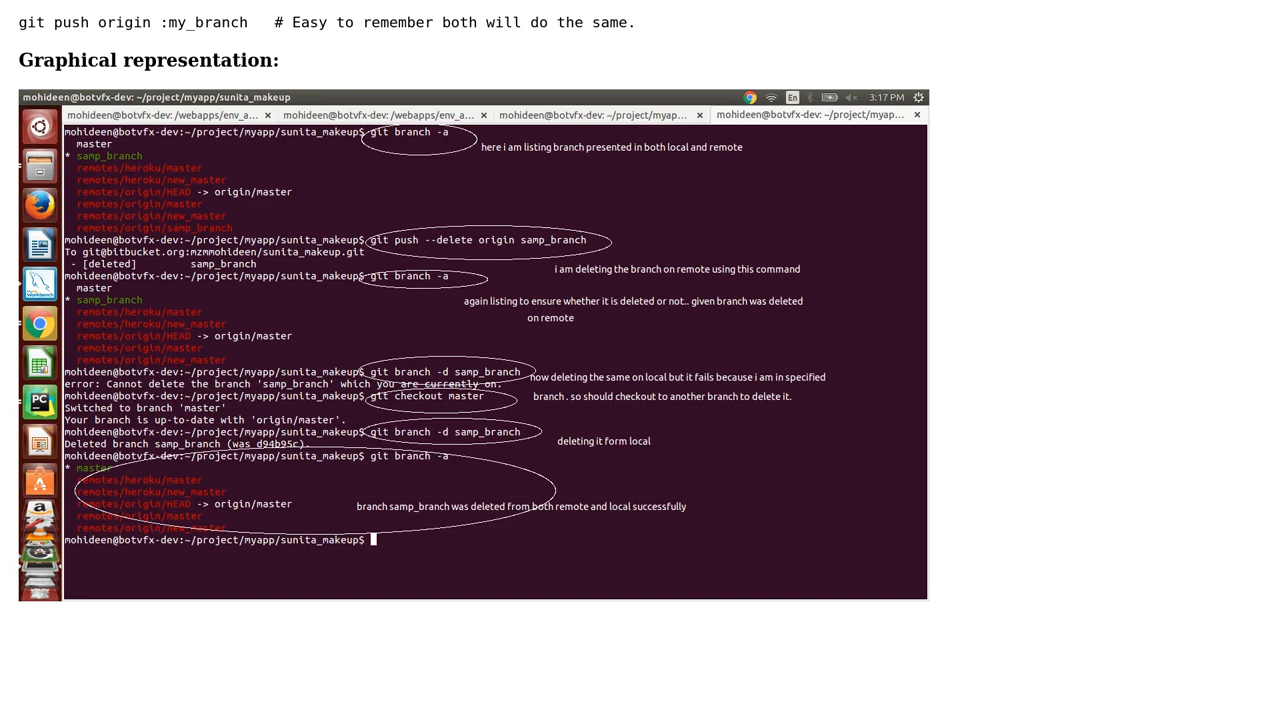 git push origin :my_branch   # Easy to remember both will do the same.
Graphical representation:
mohideen@botvfx-dev: ~/project/myapp/sunita_makeup En 3:17 PM
mohideen@botvfx-dev: /webapps/env_a... × mohideen@botvfx-dev: /webapps/env_a... × mohideen@botvfx-dev: ~/project/myap... × mohideen@botvfx-dev: ~/project/myap... ×
mohideen@botvfx-dev:~/project/myapp/sunita_makeup$ git branch -a
master
here i am listing branch presented in both local and remote
* samp_branch
remotes/heroku/master
remotes/heroku/new_master
remotes/origin/HEAD -> origin/master
remotes/origin/master
remotes/origin/new_master
remotes/origin/samp_branch
mohideen@botvfx-dev:~/project/myapp/sunita_makeup$ git push --delete origin samp_branch
To git@bitbucket.org:mzmmohideen/sunita_makeup.git
- [deleted]         samp_branch
i am deleting the branch on remote using this command
mohideen@botvfx-dev:~/project/myapp/sunita_makeup$ git branch -a
master
* samp_branch
again listing to ensure whether it is deleted or not.. given branch was deleted
on remote
remotes/heroku/master
remotes/heroku/new_master
remotes/origin/HEAD -> origin/master
remotes/origin/master
remotes/origin/new_master
mohideen@botvfx-dev:~/project/myapp/sunita_makeup$ git branch -d samp_branch
now deleting the same on local but it fails because i am in specified
error: Cannot delete the branch 'samp_branch' which you are currently on.
mohideen@botvfx-dev:~/project/myapp/sunita_makeup$ git checkout master
branch . so should checkout to another branch to delete it.
Switched to branch 'master'
Your branch is up-to-date with 'origin/master'.
mohideen@botvfx-dev:~/project/myapp/sunita_makeup$ git branch -d samp_branch
Deleted branch samp_branch (was d94b95c).
deleting it form local
mohideen@botvfx-dev:~/project/myapp/sunita_makeup$ git branch -a
* master
remotes/heroku/master
remotes/heroku/new_master
remotes/origin/HEAD -> origin/master
branch samp_branch was deleted from both remote and local successfully
remotes/origin/master
remotes/origin/new_master
mohideen@botvfx-dev:~/project/myapp/sunita_makeup$
Workbench
PC